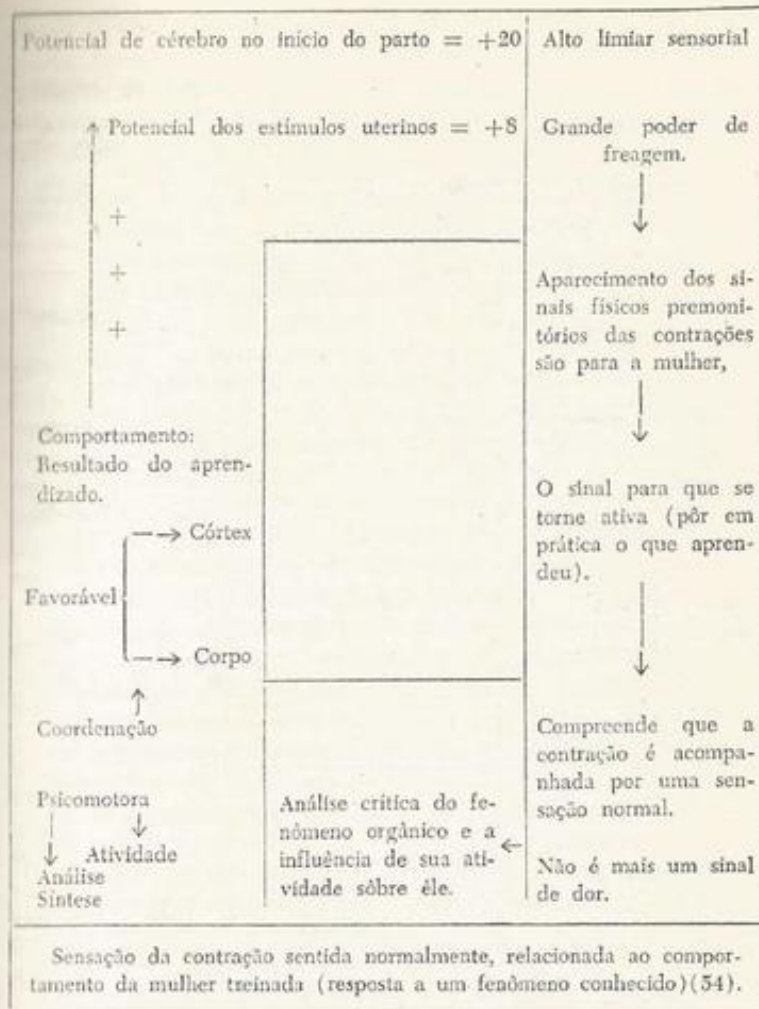 Potencial de cérebro no início do parto = +20
Alto limiar sensorial
Potencial dos estímulos uterinos = +8
Grande poder de
freagem.
+
+
+
Aparecimento dos si-
nais físicos premoni-
tórios das contrações
são para a mulher,
Comportamento:
Resultado do apren-
dizado.
O sinal para que se
torne ativa (pôr em
prática o que apren-
deu).
Córtex
Favorável
Corpo
Coordenação
Compreende que a
contração é acompa-
nhada por uma sen-
sação normal.
Psicomotora
Atividade
Análise
Síntese
Análise crítica do fe-
nômeno orgânico e a
influência de sua ati-
vidade sôbre êle.
Não é mais um sinal
de dor.
Sensação da contração sentida normalmente, relacionada ao compor-
tamento da mulher treinada (resposta a um fenômeno conhecido)(54).